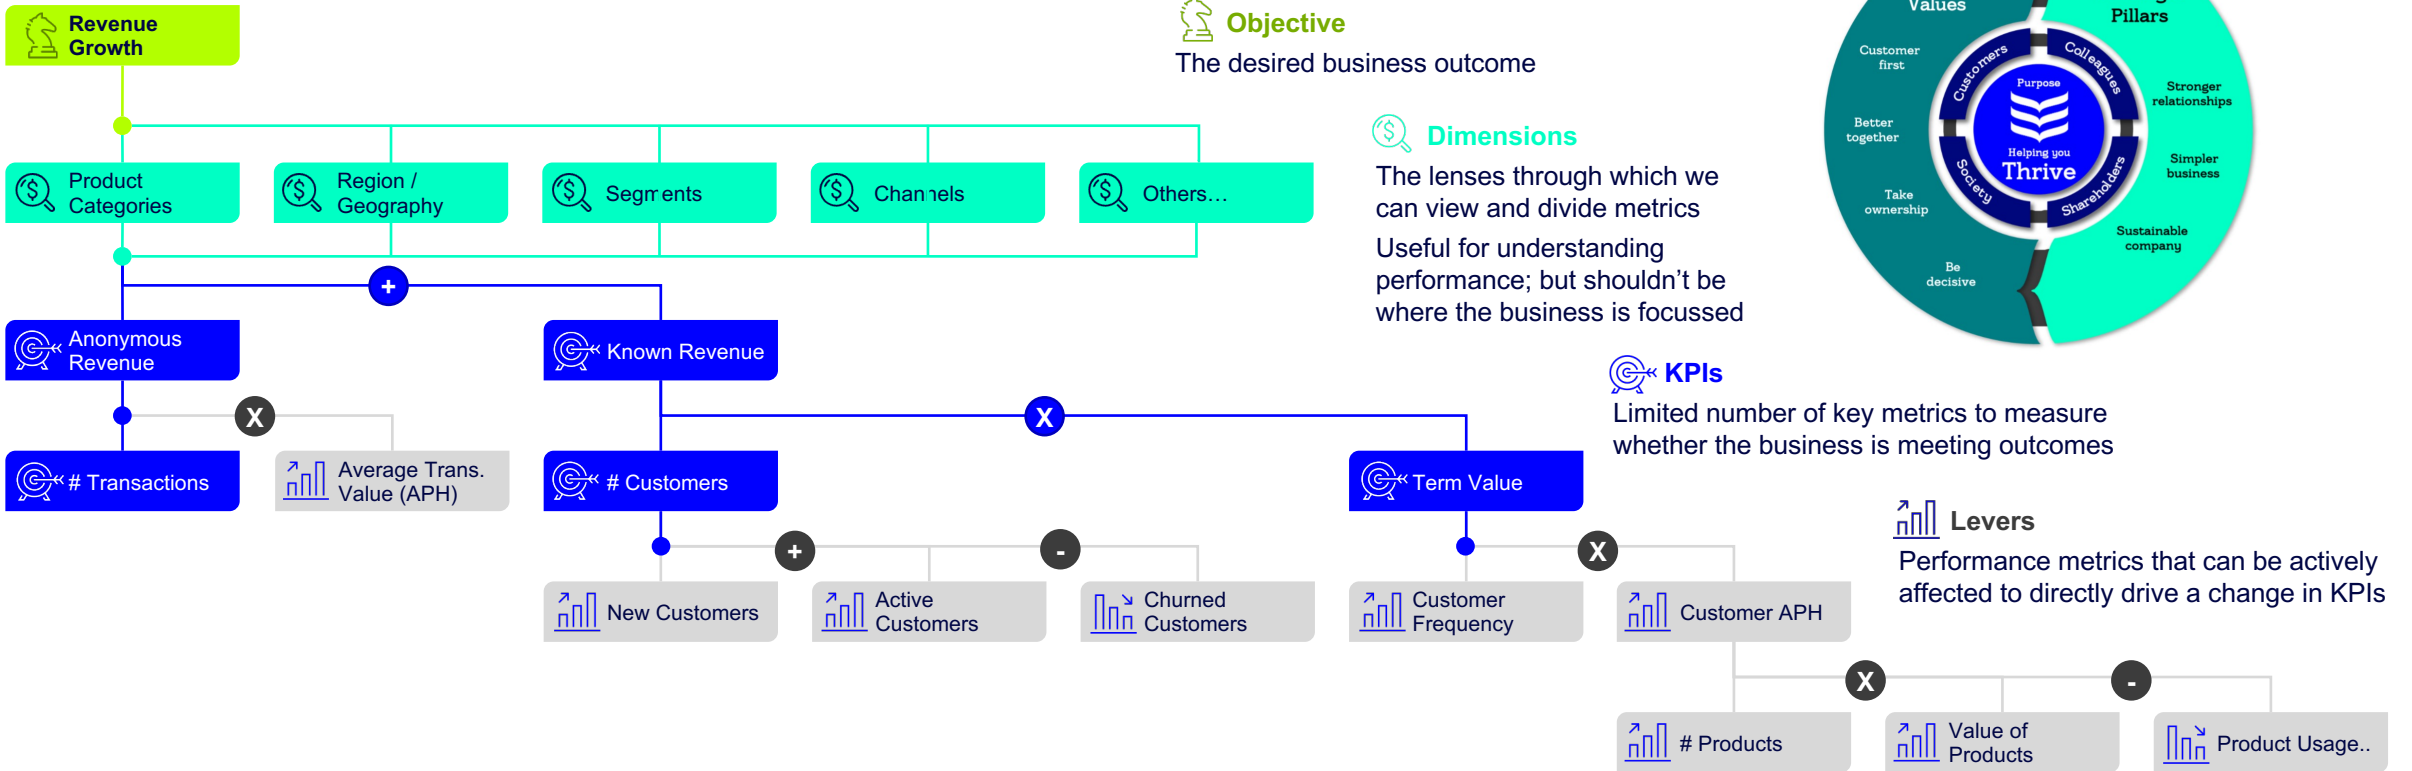 Revenue
Growth
Objective
The desired business outcome
Values
Pillars
Customer
first
Better
together
Take
ownership
Be
decisive
Customers
Colleagues
Society
Shareholders
Purpose
Helping you
Thrive
Stronger
relationships
Simpler
business
Sustainable
company
Dimensions
The lenses through which we
can view and divide metrics
Useful for understanding
performance; but shouldn’t be
where the business is focussed
Product
Categories
Region /
Geography
Segments
Channels
Others...
+
Anonymous
Revenue
Known Revenue
KPIs
Limited number of key metrics to measure
whether the business is meeting outcomes
X
X
# Transactions
Average Trans.
Value (APH)
# Customers
Term Value
Levers
Performance metrics that can be actively
affected to directly drive a change in KPIs
+
-
X
New Customers
Active
Customers
Churned
Customers
Customer
Frequency
Customer APH
X
-
# Products
Value of
Products
Product Usage..